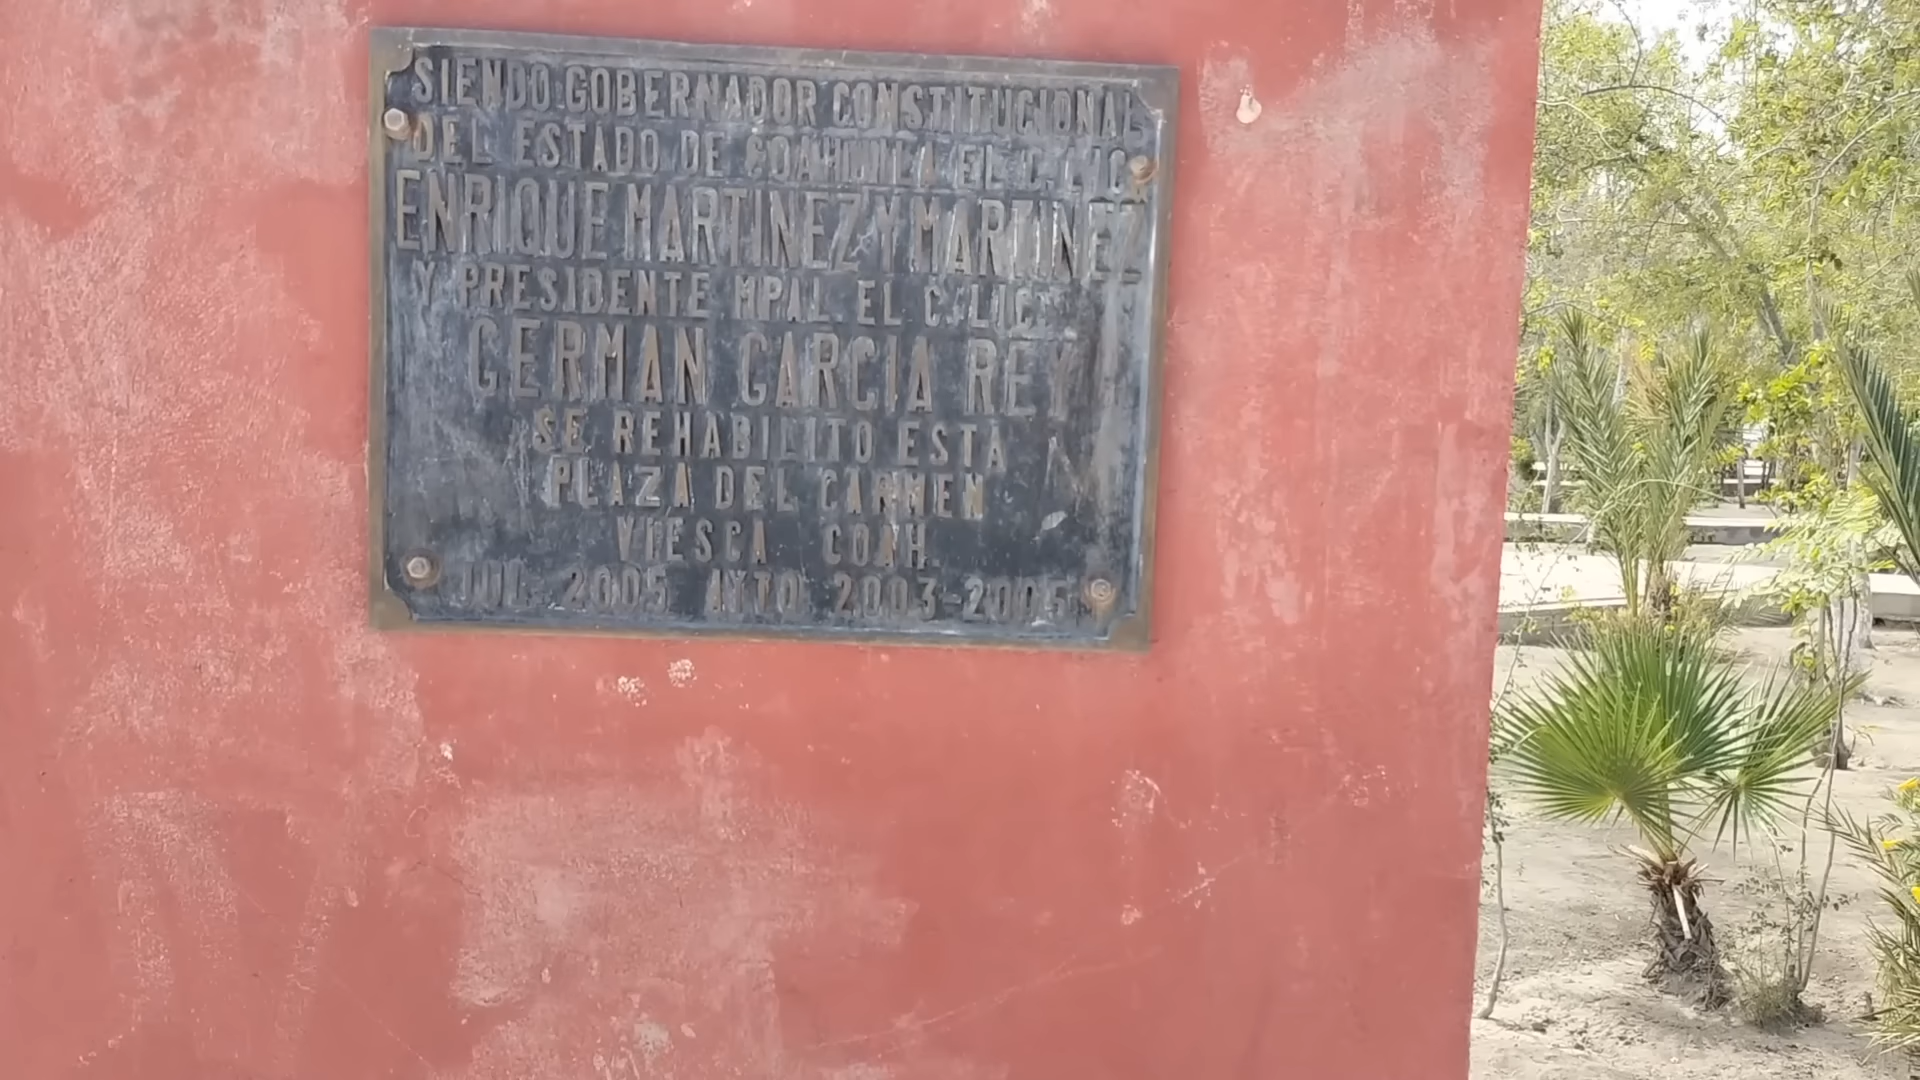 SIENDO GOBERNADOR CONSTITUCIONAL
DEL ESTADO DE COAHUILA EL C. LIC.
ENRIQUE MARTINEZ Y MARTINEZ
Y PRESIDENTE MPAL EL C. LIC.
GERMAN GARCIA REY
SE REHABILITO ESTA
PLAZA DEL CARMEN
VIESCA COAH.
JUL. 2005 AYTO. 2003-2005